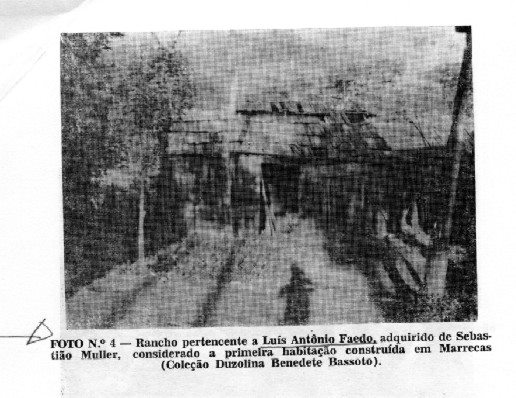 FOTO N.º 4 — Rancho pertencente a Luís Antônio Faedo, adquirido de Sebas-
tião Muller, considerado a primeira habitação construída em Marrecas
(Coleção Duzolina Benedete Bassoto).